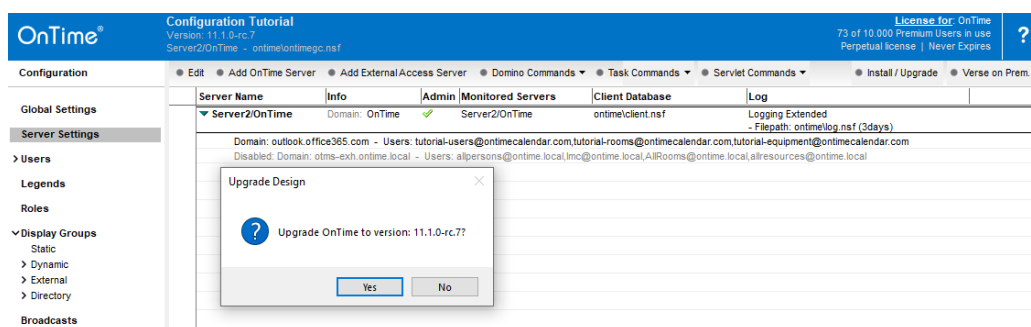 OnTime®
Configuration Tutorial
Version: 11.1.0-rc.7
Server2/OnTime - ontime\ontimegc.nsf
License for: OnTime
73 of 10.000 Premium Users in use
Perpetual license | Never Expires
?
Configuration
Edit
Add OnTime Server
Add External Access Server
Domino Commands
Task Commands
Servlet Commands
Install / Upgrade
Verse on Prem.
Global Settings
Server Settings
Users
Legends
Roles
Display Groups
Static
Dynamic
External
Directory
Broadcasts
Server Name
Info
Admin
Monitored Servers
Client Database
Log
Server2/OnTime
Domain: OnTime
Server2/OnTime
ontime\client.nsf
Logging Extended
- Filepath: ontime\log.nsf (3days)
Domain: outlook.office365.com - Users: tutorial-users@ontimecalendar.com,tutorial-rooms@ontimecalendar.com,tutorial-equipment@ontimecalendar.com
Disabled: Domain: otms-exh.ontime.local - Users: allpersons@ontime.local,lmc@ontime.local,AllRooms@ontime.local,allresources@ontime.local
Upgrade Design
Upgrade OnTime to version: 11.1.0-rc.7?
Yes
No